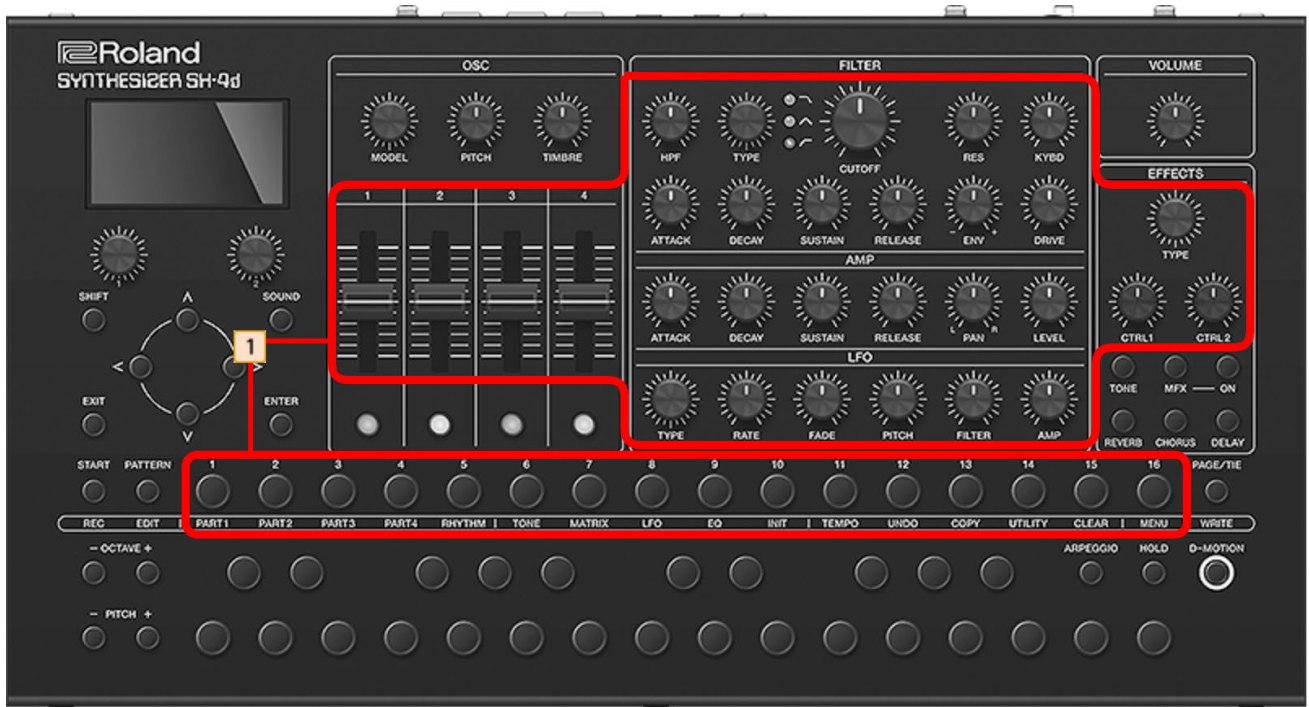 Roland
SYNTHESIZER SH-4d
OSC
FILTER
VOLUME
MODEL PITCH TIMBRE
HPF TYPE CUTOFF RES KYBD
EFFECTS
TYPE
1 2 3 4
ATTACK DECAY SUSTAIN RELEASE - ENV + DRIVE
AMP
ATTACK DECAY SUSTAIN RELEASE L PAN R LEVEL
CTRL1 CTRL2
LFO
TYPE RATE FADE PITCH FILTER AMP
TONE MFX ON
REVERB CHORUS DELAY
1 2
SHIFT SOUND
∧
< >
∨
1
EXIT ENTER
START PATTERN 1 2 3 4 5 6 7 8 9 10 11 12 13 14 15 16 PAGE/TIE
REC EDIT | PART1 PART2 PART3 PART4 RHYTHM | TONE MATRIX LFO EQ INIT | TEMPO UNDO COPY UTILITY CLEAR | MENU WRITE
- OCTAVE + ARPEGGIO HOLD D-MOTION
- PITCH +